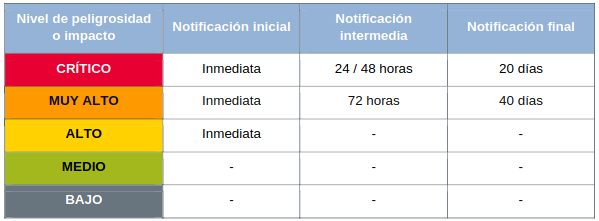 Nivel de peligrosidad o impacto Notificación inicial Notificación intermedia Notificación final
CRÍTICO Inmediata 24 / 48 horas 20 días
MUY ALTO Inmediata 72 horas 40 días
ALTO Inmediata - -
MEDIO - - -
BAJO - - -